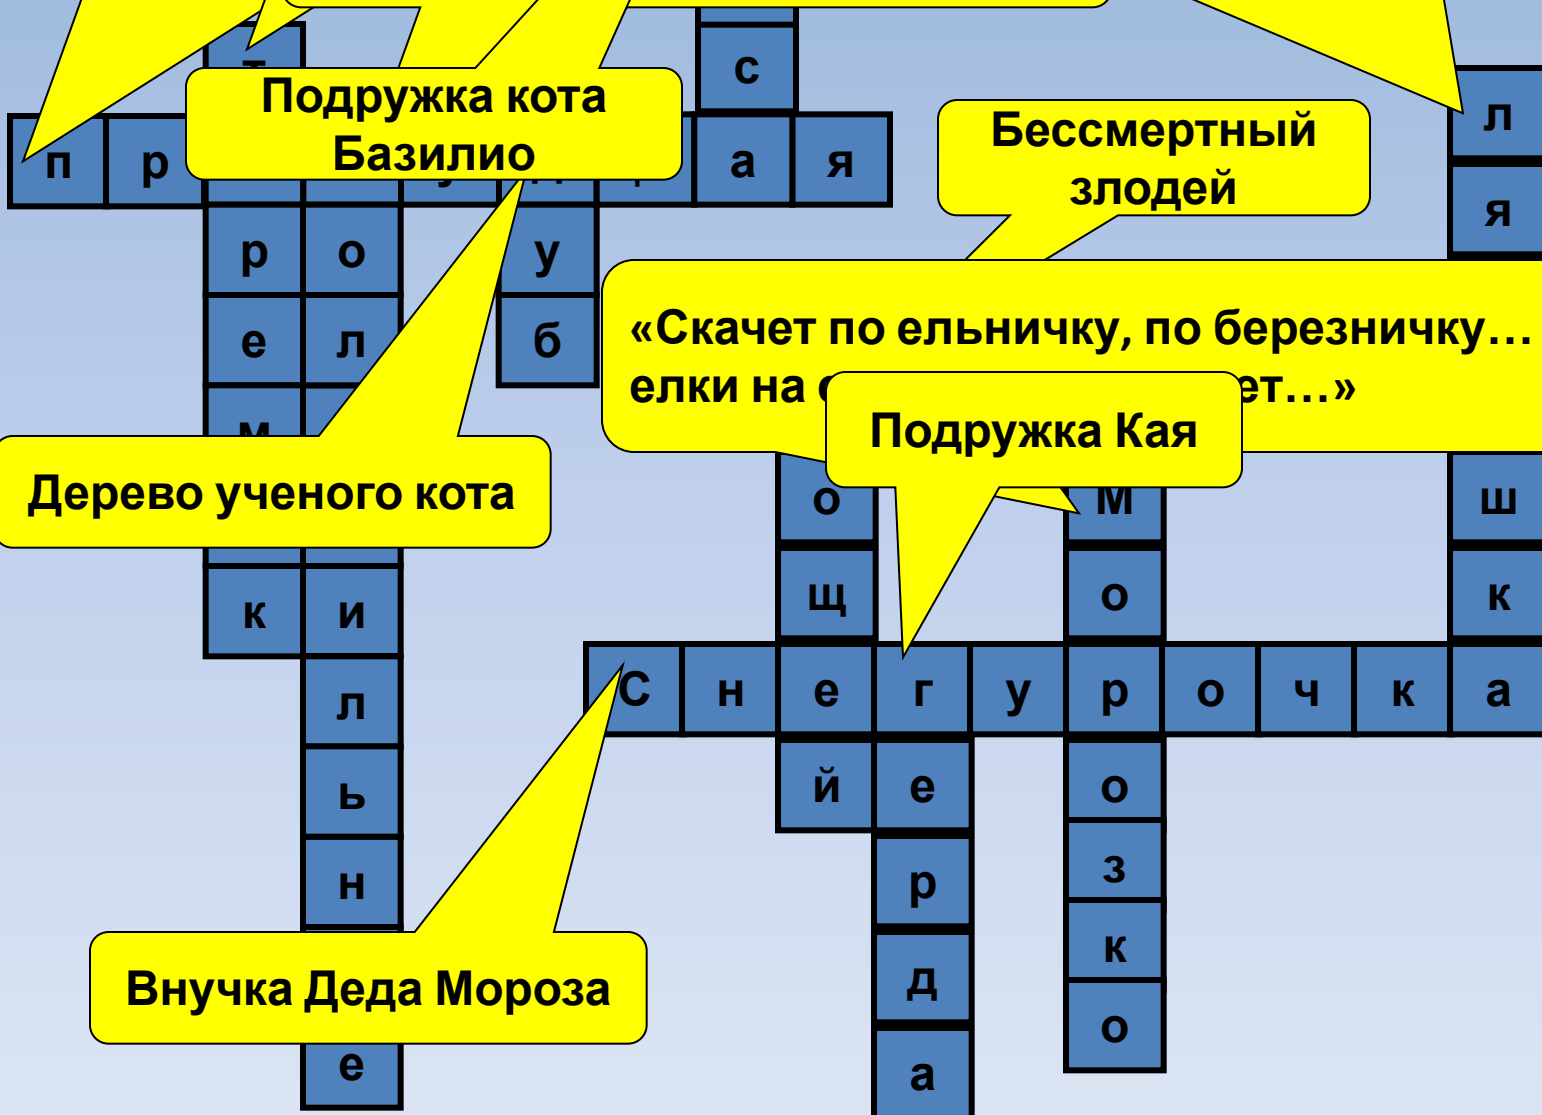 Подружка кота
Базилио
Бессмертный
злодей
«Скачет по ельничку, по березничку…
елки на
ет…»
Подружка Кая
Дерево ученого кота
Внучка Деда Мороза
с
л
п р а я
я
р о у
е л б
м
о М ш
щ о к
к и
С н е г у р о ч к а
л
й е о
ь
р з
н
к
д
о
е
а